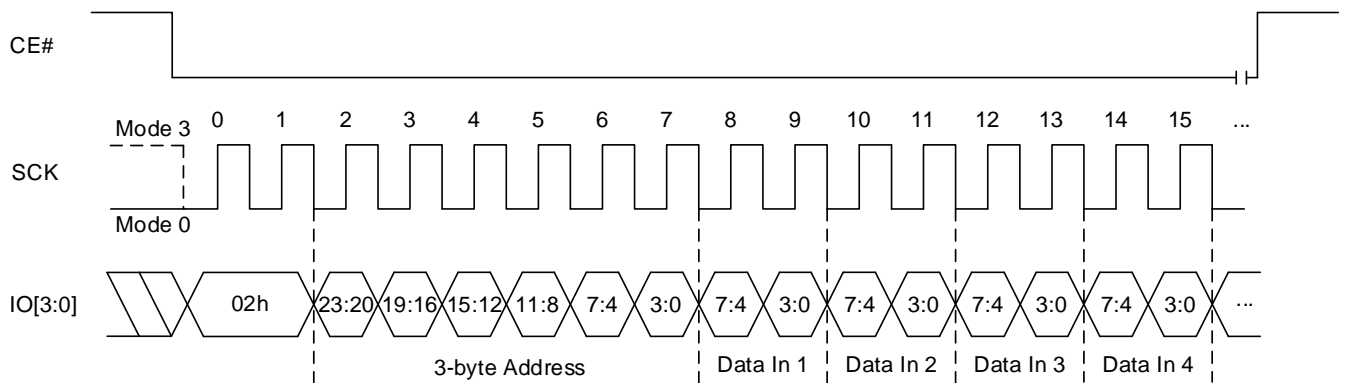 CE#
Mode 3 0 1 2 3 4 5 6 7 8 9 10 11 12 13 14 15 ...
SCK
Mode 0
IO[3:0] 02h 23:20 19:16 15:12 11:8 7:4 3:0 7:4 3:0 7:4 3:0 7:4 3:0 7:4 3:0 ...
3-byte Address Data In 1 Data In 2 Data In 3 Data In 4